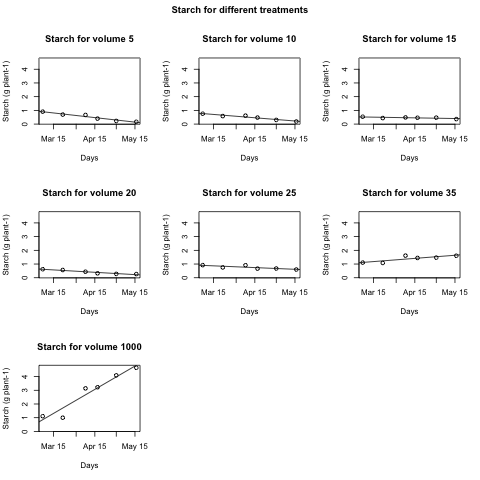 Starch for different treatments
Starch for volume 5
Starch (g plant-1)
0 1 2 3 4
Mar 15 Apr 15 May 15
Days
Starch for volume 10
Starch (g plant-1)
0 1 2 3 4
Mar 15 Apr 15 May 15
Days
Starch for volume 15
Starch (g plant-1)
0 1 2 3 4
Mar 15 Apr 15 May 15
Days
Starch for volume 20
Starch (g plant-1)
0 1 2 3 4
Mar 15 Apr 15 May 15
Days
Starch for volume 25
Starch (g plant-1)
0 1 2 3 4
Mar 15 Apr 15 May 15
Days
Starch for volume 35
Starch (g plant-1)
0 1 2 3 4
Mar 15 Apr 15 May 15
Days
Starch for volume 1000
Starch (g plant-1)
0 1 2 3 4
Mar 15 Apr 15 May 15
Days